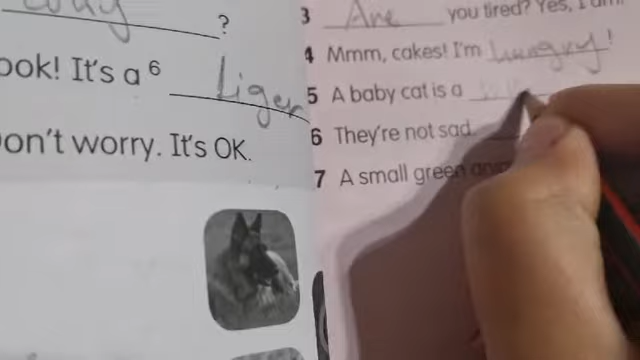 ?
ook! It's a 6 Liger
on't worry. It's OK.
3 Are you tired? Yes, I am
4 Mmm, cakes! I'm hungry!
5 A baby cat is a
6 They're not sad.
7 A small green